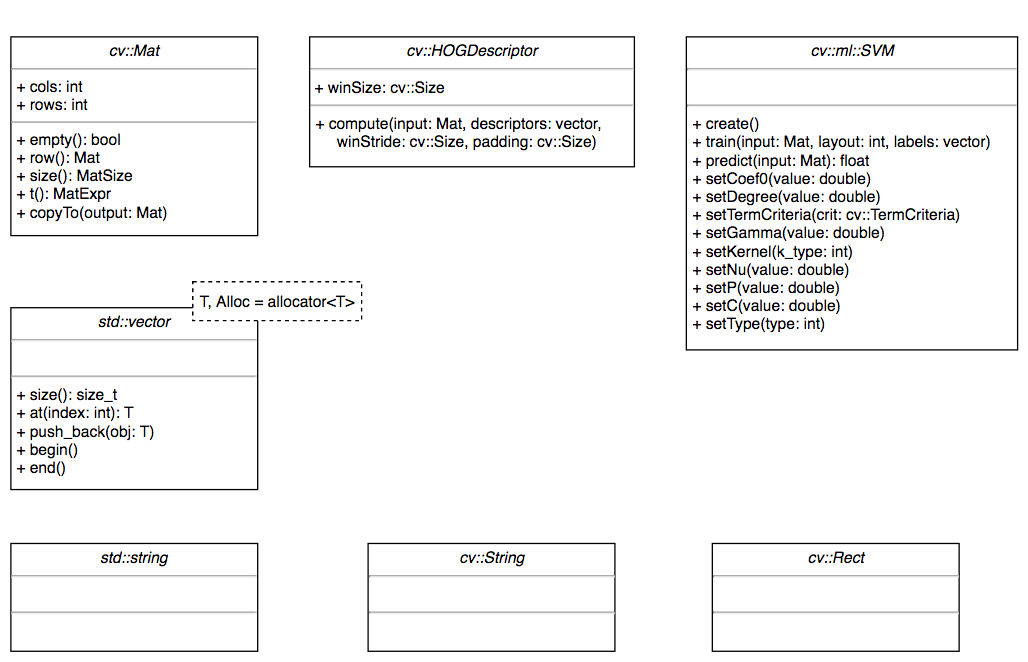 cv::Mat
+ cols: int
+ rows: int
+ empty(): bool
+ row(): Mat
+ size(): MatSize
+ t(): MatExpr
+ copyTo(output: Mat)
cv::HOGDescriptor
+ winSize: cv::Size
+ compute(input: Mat, descriptors: vector,
winStride: cv::Size, padding: cv::Size)
cv::ml::SVM
+ create()
+ train(input: Mat, layout: int, labels: vector)
+ predict(input: Mat): float
+ setCoef0(value: double)
+ setDegree(value: double)
+ setTermCriteria(crit: cv::TermCriteria)
+ setGamma(value: double)
+ setKernel(k_type: int)
+ setNu(value: double)
+ setP(value: double)
+ setC(value: double)
+ setType(type: int)
T, Alloc = allocator<T>
std::vector
+ size(): size_t
+ at(index: int): T
+ push_back(obj: T)
+ begin()
+ end()
std::string
cv::String
cv::Rect